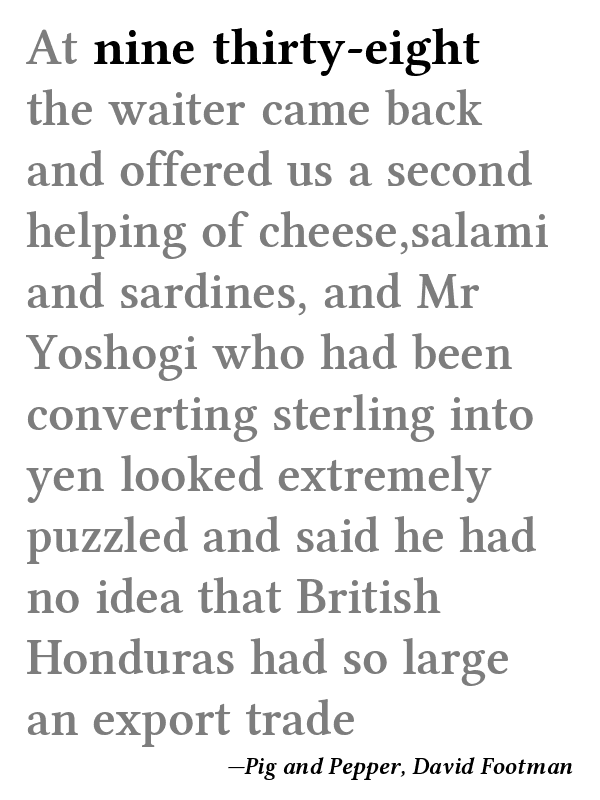 At nine thirty-eight
the waiter came back
and offered us a second
helping of cheese,salami
and sardines, and Mr
Yoshogi who had been
converting sterling into
yen looked extremely
puzzled and said he had
no idea that British
Honduras had so large
an export trade
—Pig and Pepper, David Footman